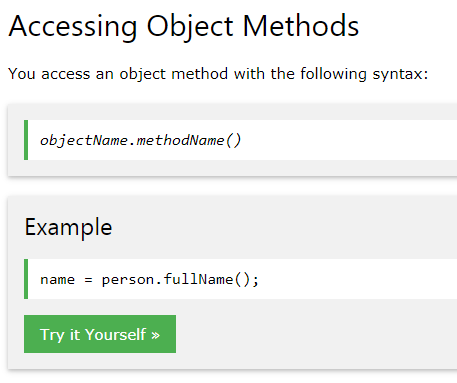 Accessing Object Methods
You access an object method with the following syntax:
objectName.methodName()
Example
name = person.fullName();
Try it Yourself »